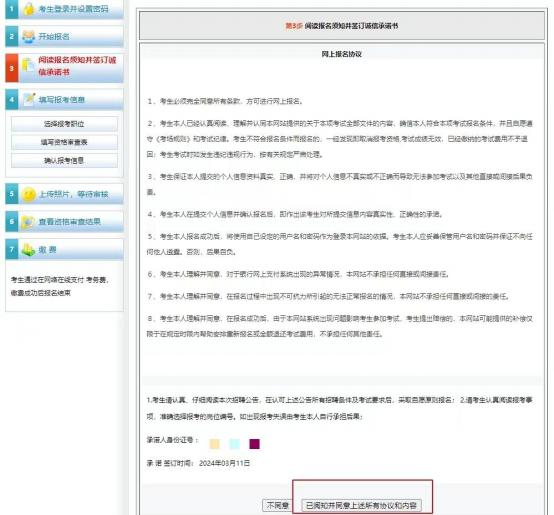 1 考生登录并设置密码
2 开始报名
3 阅读报名须知并签订诚
信承诺书
4 填写报考信息
选择报考职位
填写资格审查表
确认报考信息
5 上传照片，等待审核
6 查看资格审查结果
7 缴 费
考生通过在网络在线支付 考务费，
缴费成功后报名结束
第3步 阅读报名须知并签订诚信承诺书
网上报名协议
1、考生必须完全同意所有条款，方可进行网上报名。
2、考生本人已经认真阅读、理解并认同本网站提供的关于本项考试全部文件的内容，确信本人符合本项考试报名条件，并且自愿遵
守《考场规则》和考试纪律。考生不符合报名条件而报名的，一经发现即取消报考资格，考试成绩无效，已经缴纳的考试费用不予退
回；考生考试时如发生违纪违规行为，按有关规定严肃处理。
3、考生保证本人提交的个人信息资料真实、正确，并将对个人信息不真实或不正确而导致无法参加考试以及其他直接或间接后果负
责。
4、考生本人在提交个人信息并确认报名后，即作出该考生对所提交信息内容真实性、正确性的承诺。
5、考生本人报名成功后，将使用自己设定的用户名和密码作为登录本网站的依据。考生本人应妥善保管用户名和密码并保证不向任
何他人泄露。否则，后果自负。
6、考生本人理解并同意，对于银行网上支付系统出现的异常情况，本网站不承担任何直接或间接责任。
7、考生本人理解并同意，在报名过程中出现不可抗力所引起的无法正常报名的情况，本网站不承担任何直接或间接的责任。
8、考生本人理解并同意，在报名成功后，由于本网站系统出现问题影响考生参加考试，考生提出赔偿的，本网站可能提供的补偿仅
限于在规定时限内帮助安排重新报名或全额退还考试费用，不承担任何其他责任。
1.考生请认真、仔细阅读本次招聘公告，在认可上述公告所有招聘条件及考试要求后，采取自愿原则报名； 2.请考生认真阅读报考事
项，准确选择报考的岗位编号。如出现报考失误由考生本人自行承担后果；
承诺人身份证号：
承 诺 签订时间： 2024年03月11日
不同意 已阅知并同意上述所有协议和内容